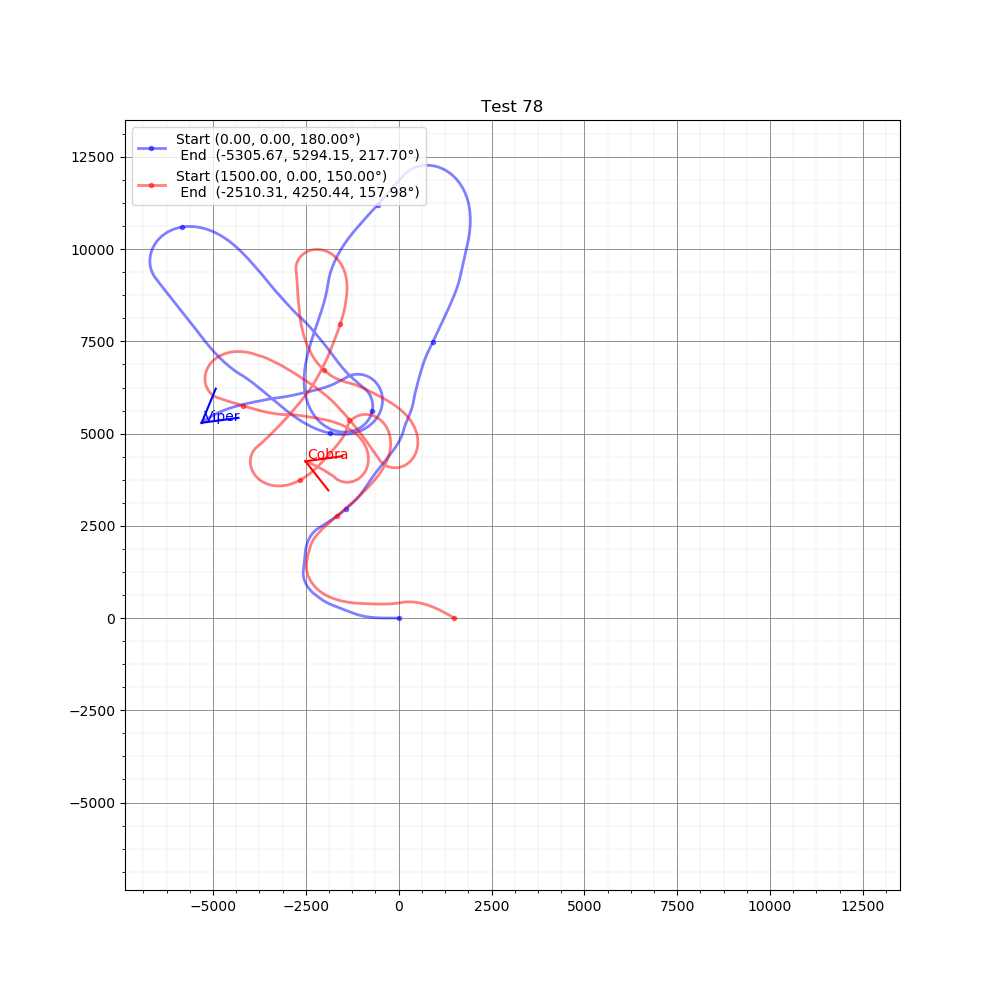 Test 78
Start (0.00, 0.00, 180.00°)
End (-5305.67, 5294.15, 217.70°)
Start (1500.00, 0.00, 150.00°)
End (-2510.31, 4250.44, 157.98°)
12500
10000
7500
5000
2500
0
−2500
−5000
Viper
Cobra
−5000 −2500 0 2500 5000 7500 10000 12500